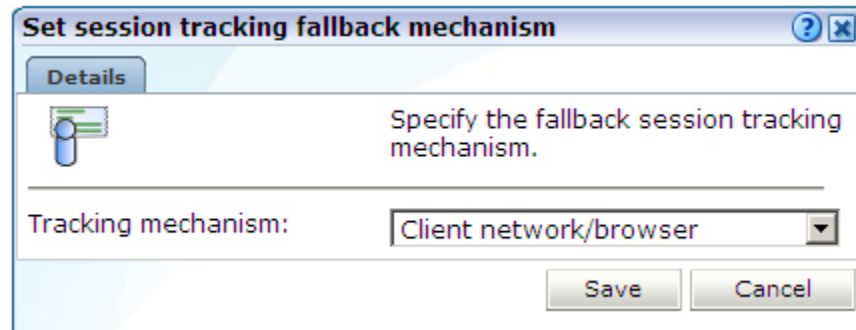 Set session tracking fallback mechanism
Details
Specify the fallback session tracking
mechanism.
Tracking mechanism:
Client network/browser
Save
Cancel